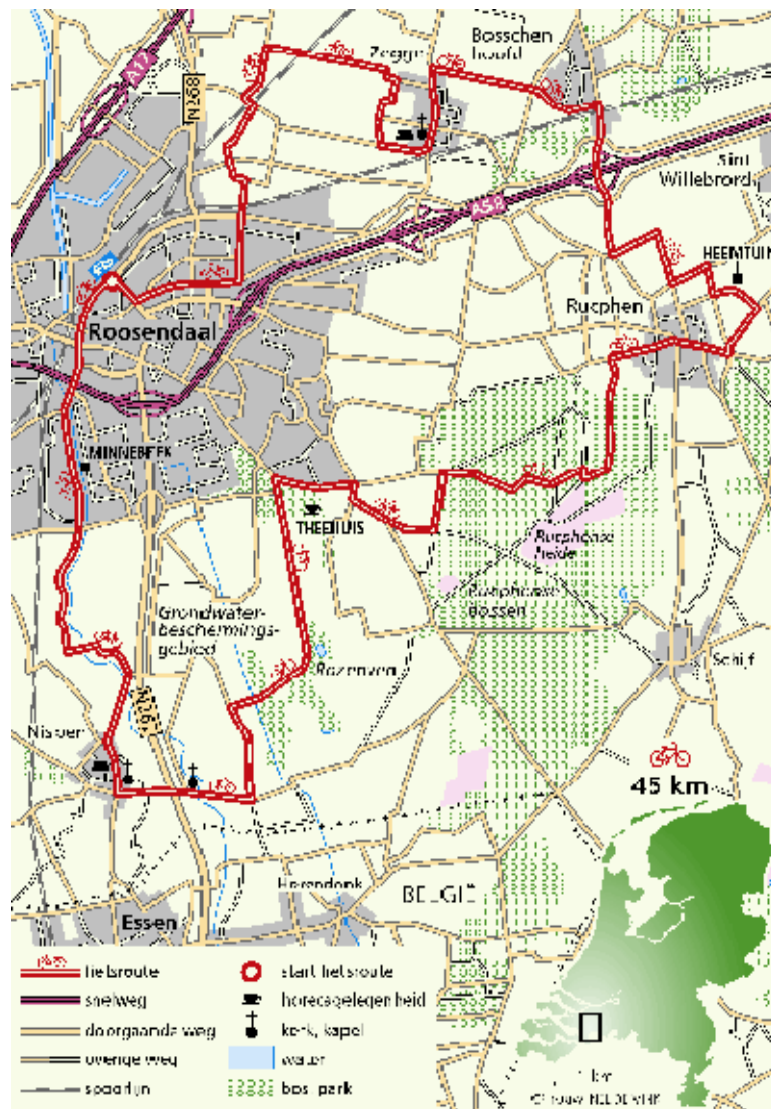 Zegge
Bosschen
hoofd
A17
N268
Sint
Willebrord
A58
HEEMTUIN
Rucphen
Roosendaal
MINNEBEEK
THEEHUIS
Rucphense
heide
Rucphense
bossen
Grondwater-
beschermings-
gebied
Rozenven
Schijf
Nispen
45 km
BELGIË
Essen
fietsroute
start fietsroute
snelweg
horecagelegenheid
doorgaande weg
kerk, kapel
overige weg
water
spoorlijn
bos, park